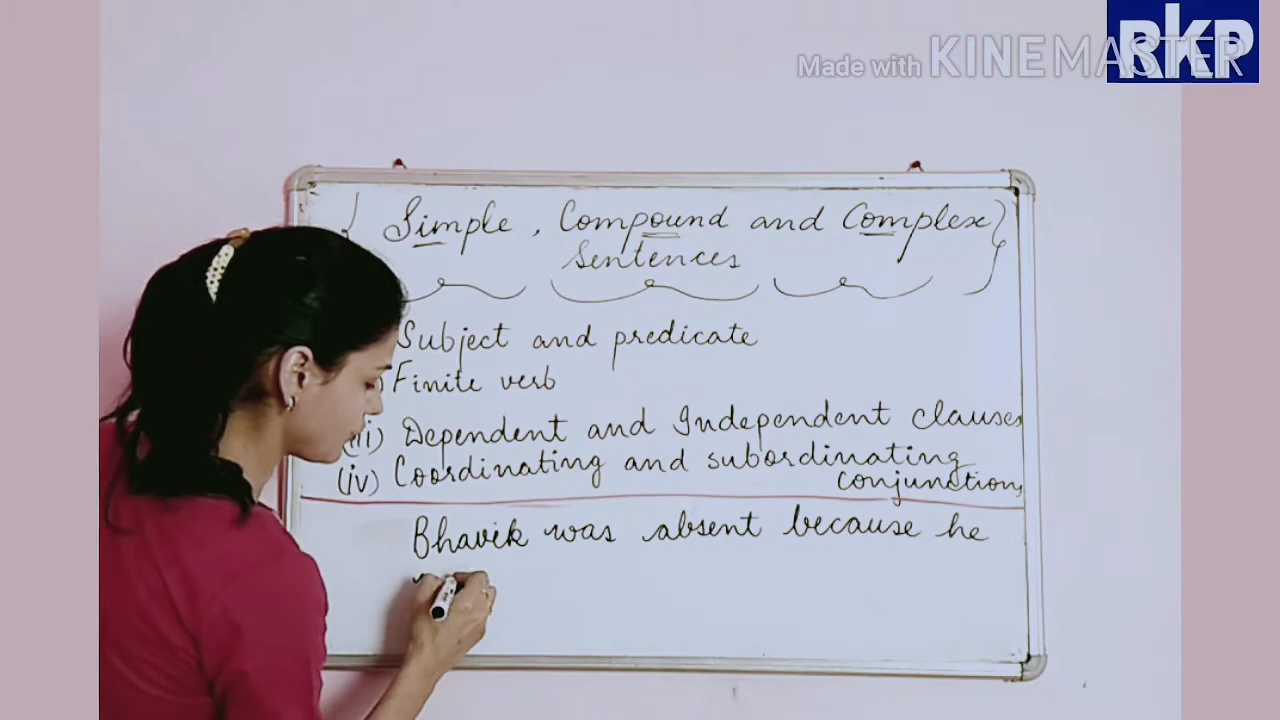 Made with KINEMASTER
RKP
{ Simple, Compound and Complex }
Sentences
Subject and predicate
) Finite verb
(iii) Dependent and Independent clauses
(iv) Coordinating and subordinating
conjunctions
Bhavik was absent because he